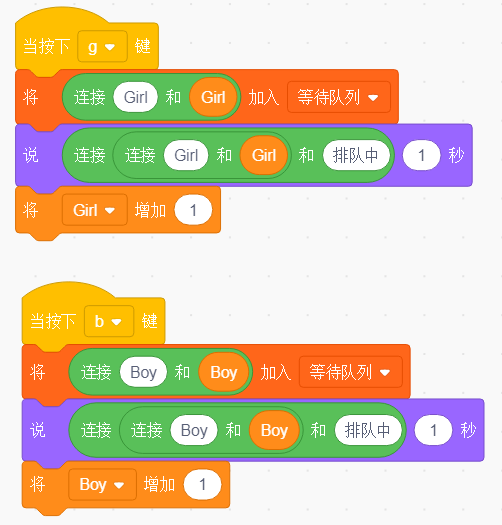 当按下 g 键
将 连接 Girl 和 Girl 加入 等待队列
说 连接 连接 Girl 和 Girl 和 排队中 1 秒
将 Girl 增加 1
当按下 b 键
将 连接 Boy 和 Boy 加入 等待队列
说 连接 连接 Boy 和 Boy 和 排队中 1 秒
将 Boy 增加 1